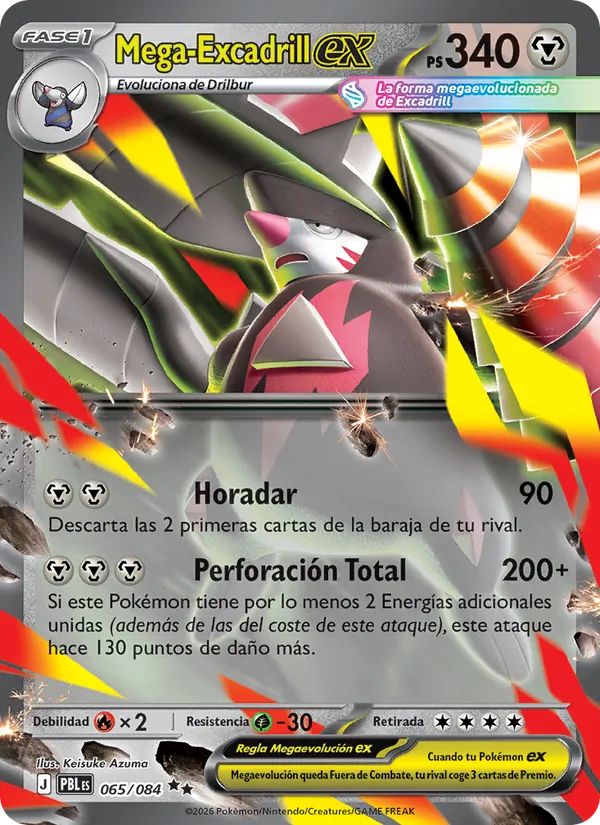 FASE 1
Mega-Excadrill ex
PS 340
Evoluciona de Drilbur
La forma megaevolucionada
de Excadrill
Horadar 90
Descarta las 2 primeras cartas de la baraja de tu rival.
Perforación Total 200+
Si este Pokémon tiene por lo menos 2 Energías adicionales
unidas (además de las del coste de este ataque), este ataque
hace 130 puntos de daño más.
Debilidad × 2 Resistencia -30 Retirada
Ilus. Keisuke Azuma
Regla Megaevolución ex
Cuando tu Pokémon ex
Megaevolución queda Fuera de Combate, tu rival coge 3 cartas de Premio.
J PBL ES 065/084
©2026 Pokémon/Nintendo/Creatures/GAME FREAK